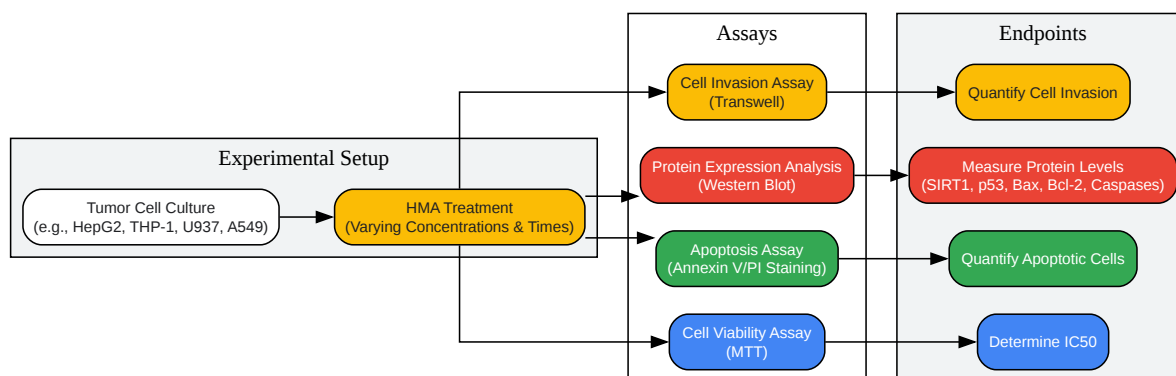 Experimental Setup
Tumor Cell Culture
(e.g., HepG2, THP-1, U937, A549)
HMA Treatment
(Varying Concentrations & Times)
Assays
Cell Invasion Assay
(Transwell)
Protein Expression Analysis
(Western Blot)
Apoptosis Assay
(Annexin V/PI Staining)
Cell Viability Assay
(MTT)
Endpoints
Quantify Cell Invasion
Measure Protein Levels
(SIRT1, p53, Bax, Bcl-2, Caspases)
Quantify Apoptotic Cells
Determine IC50